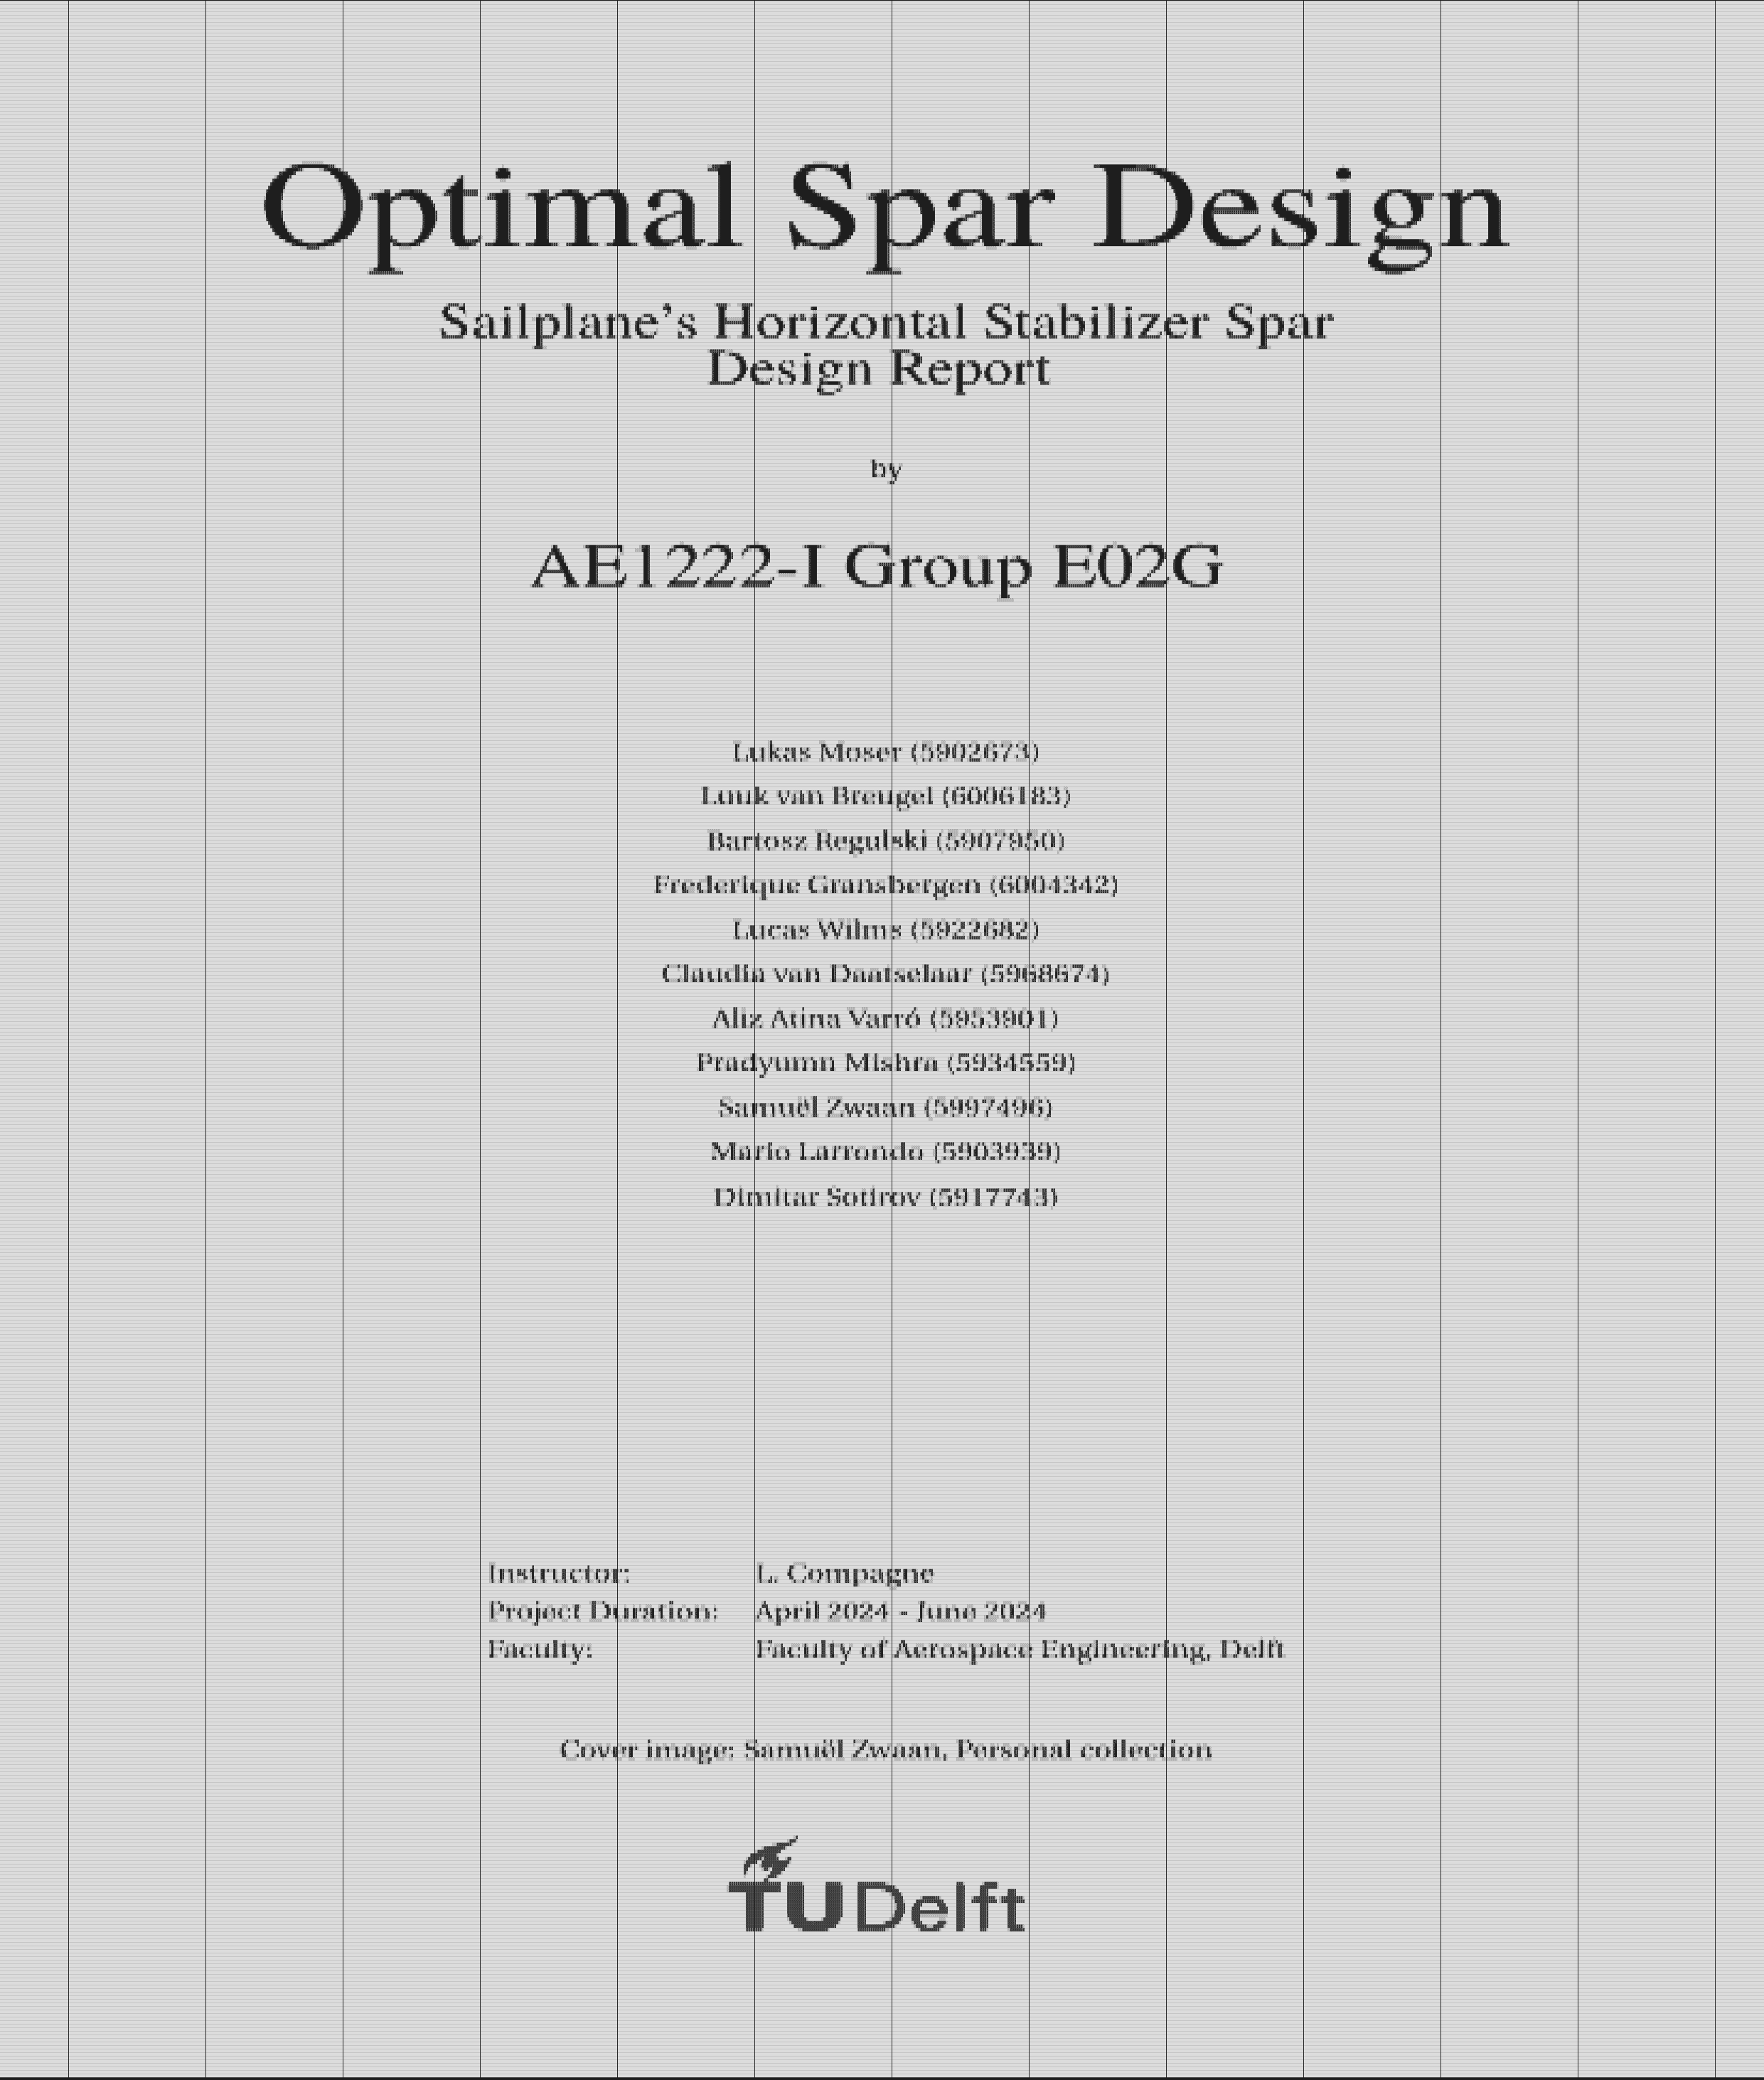 Optimal Spar Design
Sailplane's Horizontal Stabilizer Spar
Design Report
by
AE1222-I Group E02G
Lukas Moser (5902673)
Luuk van Breugel (6006183)
Bartosz Regulski (5907950)
Frederique Gransbergen (6004342)
Lucas Wilms (5922682)
Claudia van Daatselaar (5968674)
Aliz Atina Varró (5953901)
Pradyumn Mishra (5934559)
Samuël Zwaan (5997496)
Mario Larrondo (5903939)
Dimitar Sotirov (5917743)
Instructor: L. Compagne
Project Duration: April 2024 - June 2024
Faculty: Faculty of Aerospace Engineering, Delft
Cover image: Samuël Zwaan, Personal collection
TU Delft